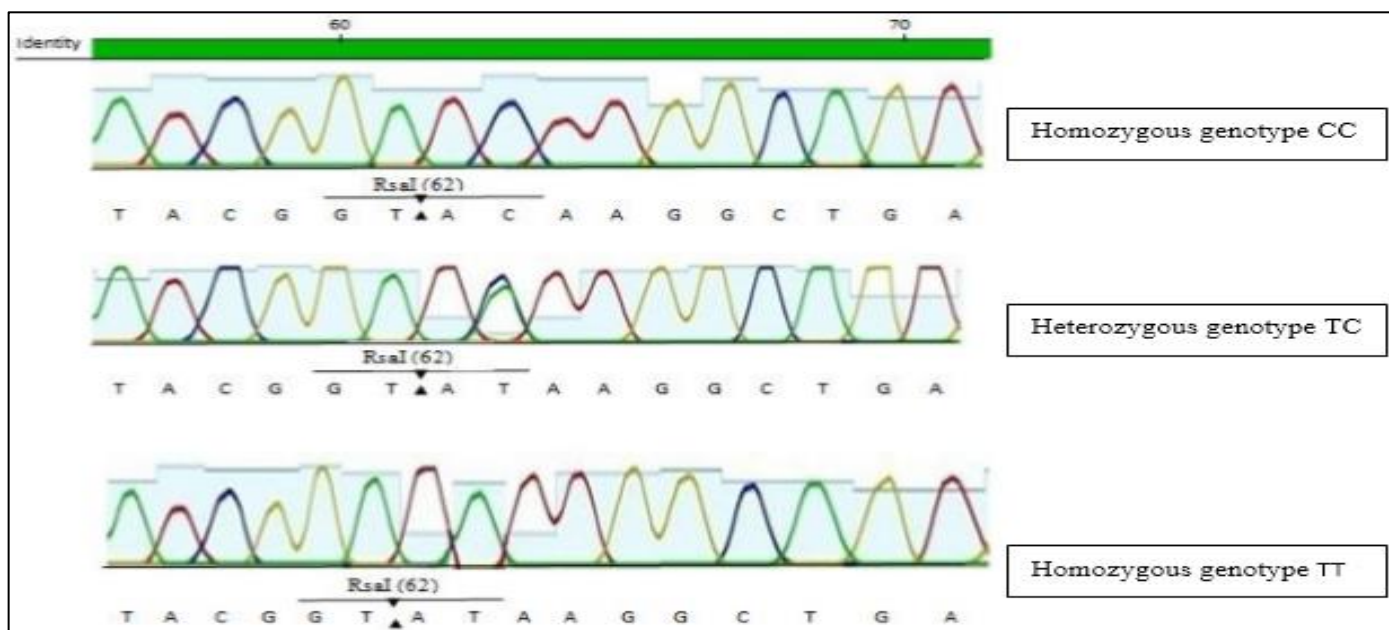 60 70
Identity
Homozygous genotype CC
RsaI (62)
T A C G G T A C A A G G C T G A
Heterozygous genotype TC
RsaI (62)
T A C G G T A T A A G G C T G A
Homozygous genotype TT
RsaI (62)
T A C G G T A T A A G G C T G A